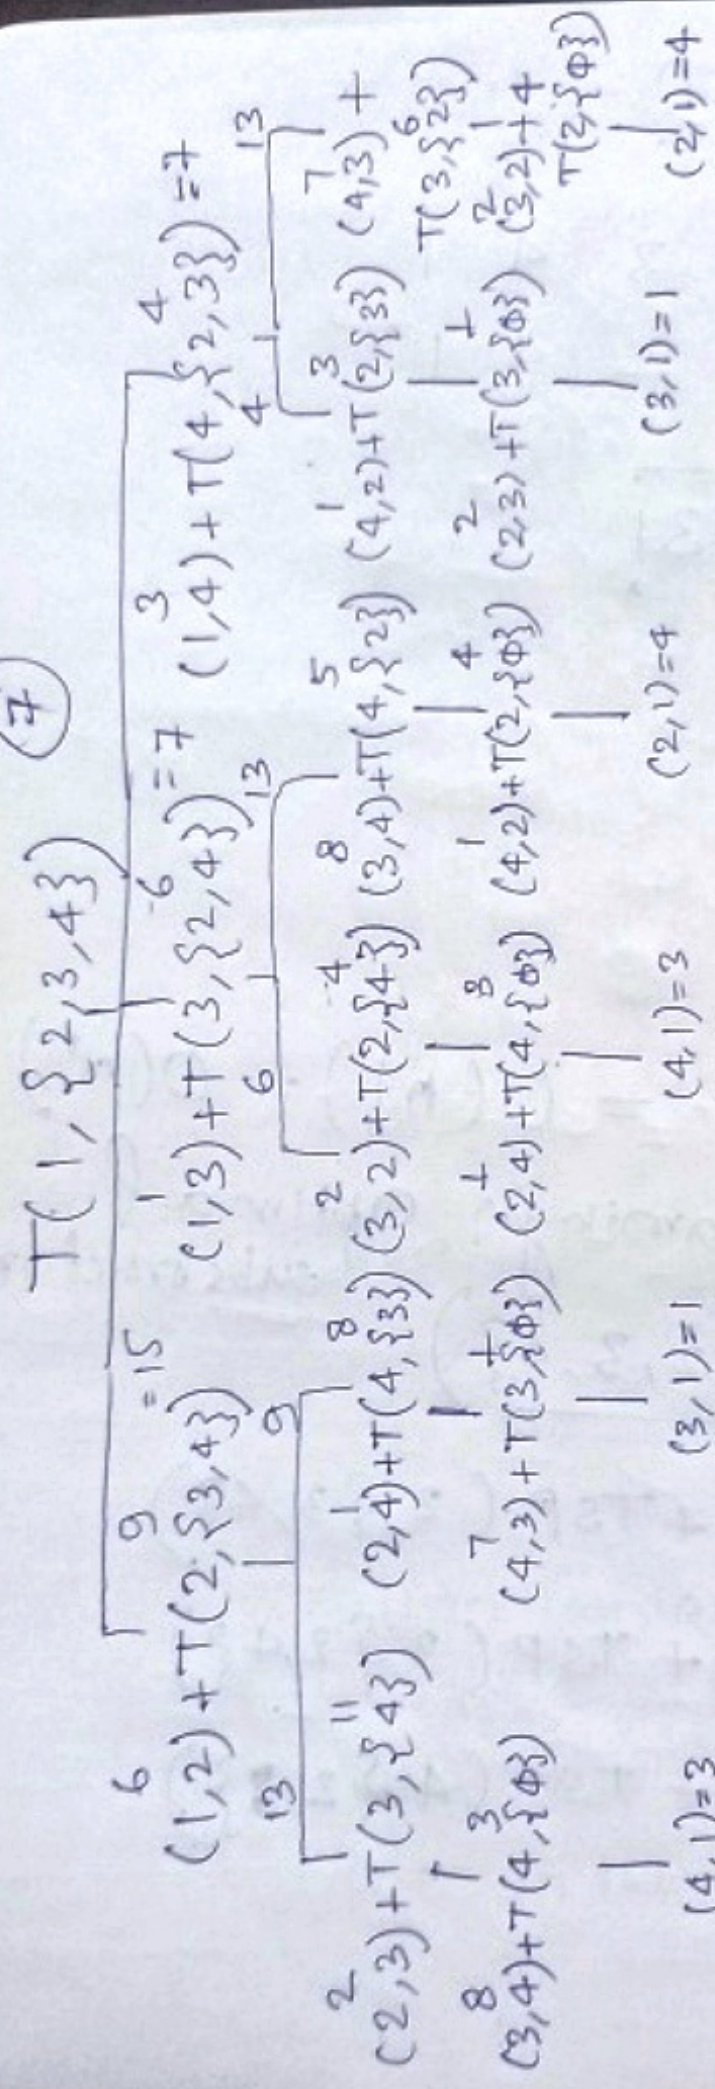 7
T(1,{2,3,4})
6 9 =15 1 6 =7 3 4 =7
(1,2)+T(2,{3,4}) (1,3)+T(3,{2,4}) (1,4)+T(4,{2,3})
13 9 6 13 4 13
2 11 1 8 2 4 8 5 1 3 7
(2,3)+T(3,{4}) (2,4)+T(4,{3}) (3,2)+T(2,{4}) (3,4)+T(4,{2}) (4,2)+T(2,{3}) (4,3)+
6
T(3,{2})
8 3 7 1 1 1 4 2 1 2 1
(3,4)+T(4,{Φ}) (4,3)+T(3,{Φ}) (2,4)+T(4,{Φ}) (4,2)+T(2,{Φ}) (2,3)+T(3,{Φ}) (3,2)+4
T(2,{Φ})
(4,1)=3 (3,1)=1 (4,1)=3 (2,1)=4 (3,1)=1 (2,1)=4